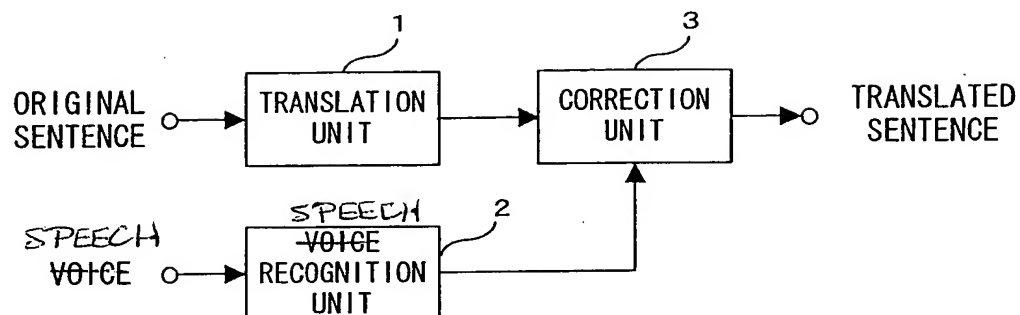 1
3
ORIGINAL
SENTENCE
TRANSLATION
UNIT
CORRECTION
UNIT
TRANSLATED
SENTENCE
SPEECH
VOICE
SPEECH
2
VOICE
RECOGNITION
UNIT